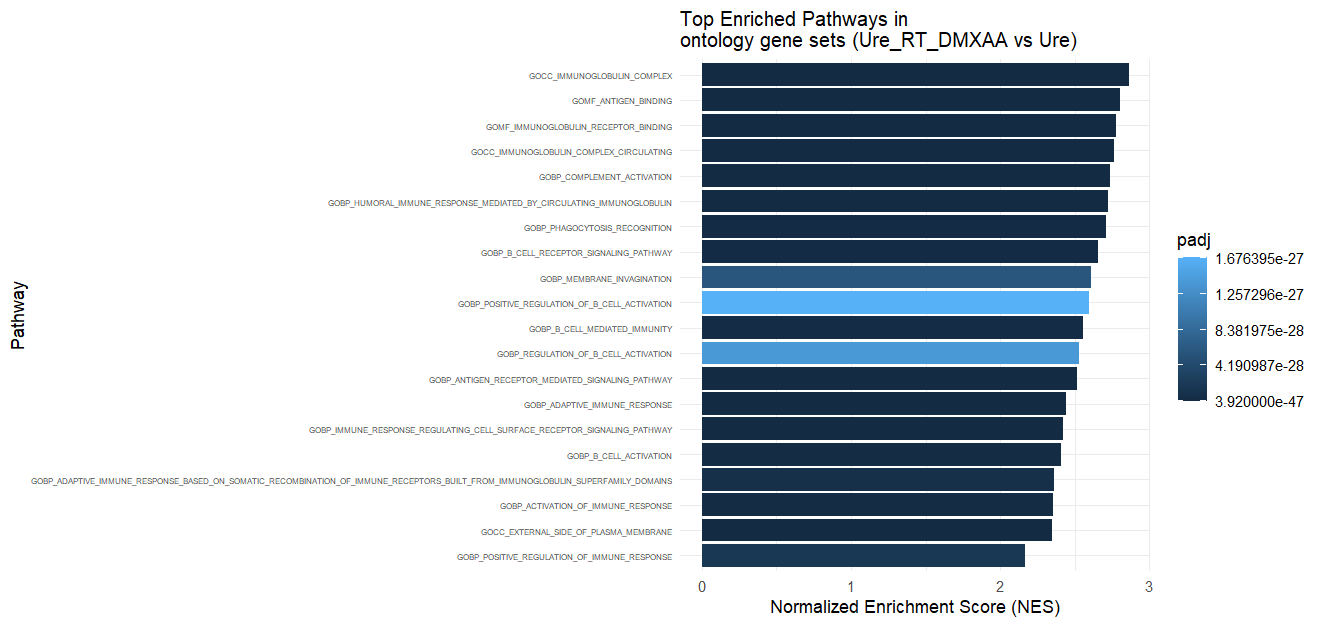 Top Enriched Pathways in
ontology gene sets (Ure_RT_DMXAA vs Ure)
Pathway
GOCC_IMMUNOGLOBULIN_COMPLEX
GOMF_ANTIGEN_BINDING
GOMF_IMMUNOGLOBULIN_RECEPTOR_BINDING
GOCC_IMMUNOGLOBULIN_COMPLEX_CIRCULATING
GOBP_COMPLEMENT_ACTIVATION
GOBP_HUMORAL_IMMUNE_RESPONSE_MEDIATED_BY_CIRCULATING_IMMUNOGLOBULIN
GOBP_PHAGOCYTOSIS_RECOGNITION
GOBP_B_CELL_RECEPTOR_SIGNALING_PATHWAY
GOBP_MEMBRANE_INVAGINATION
GOBP_POSITIVE_REGULATION_OF_B_CELL_ACTIVATION
GOBP_B_CELL_MEDIATED_IMMUNITY
GOBP_REGULATION_OF_B_CELL_ACTIVATION
GOBP_ANTIGEN_RECEPTOR_MEDIATED_SIGNALING_PATHWAY
GOBP_ADAPTIVE_IMMUNE_RESPONSE
GOBP_IMMUNE_RESPONSE_REGULATING_CELL_SURFACE_RECEPTOR_SIGNALING_PATHWAY
GOBP_B_CELL_ACTIVATION
GOBP_ADAPTIVE_IMMUNE_RESPONSE_BASED_ON_SOMATIC_RECOMBINATION_OF_IMMUNE_RECEPTORS_BUILT_FROM_IMMUNOGLOBULIN_SUPERFAMILY_DOMAINS
GOBP_ACTIVATION_OF_IMMUNE_RESPONSE
GOCC_EXTERNAL_SIDE_OF_PLASMA_MEMBRANE
GOBP_POSITIVE_REGULATION_OF_IMMUNE_RESPONSE
0 1 2 3
Normalized Enrichment Score (NES)
padj
1.676395e-27
1.257296e-27
8.381975e-28
4.190987e-28
3.920000e-47